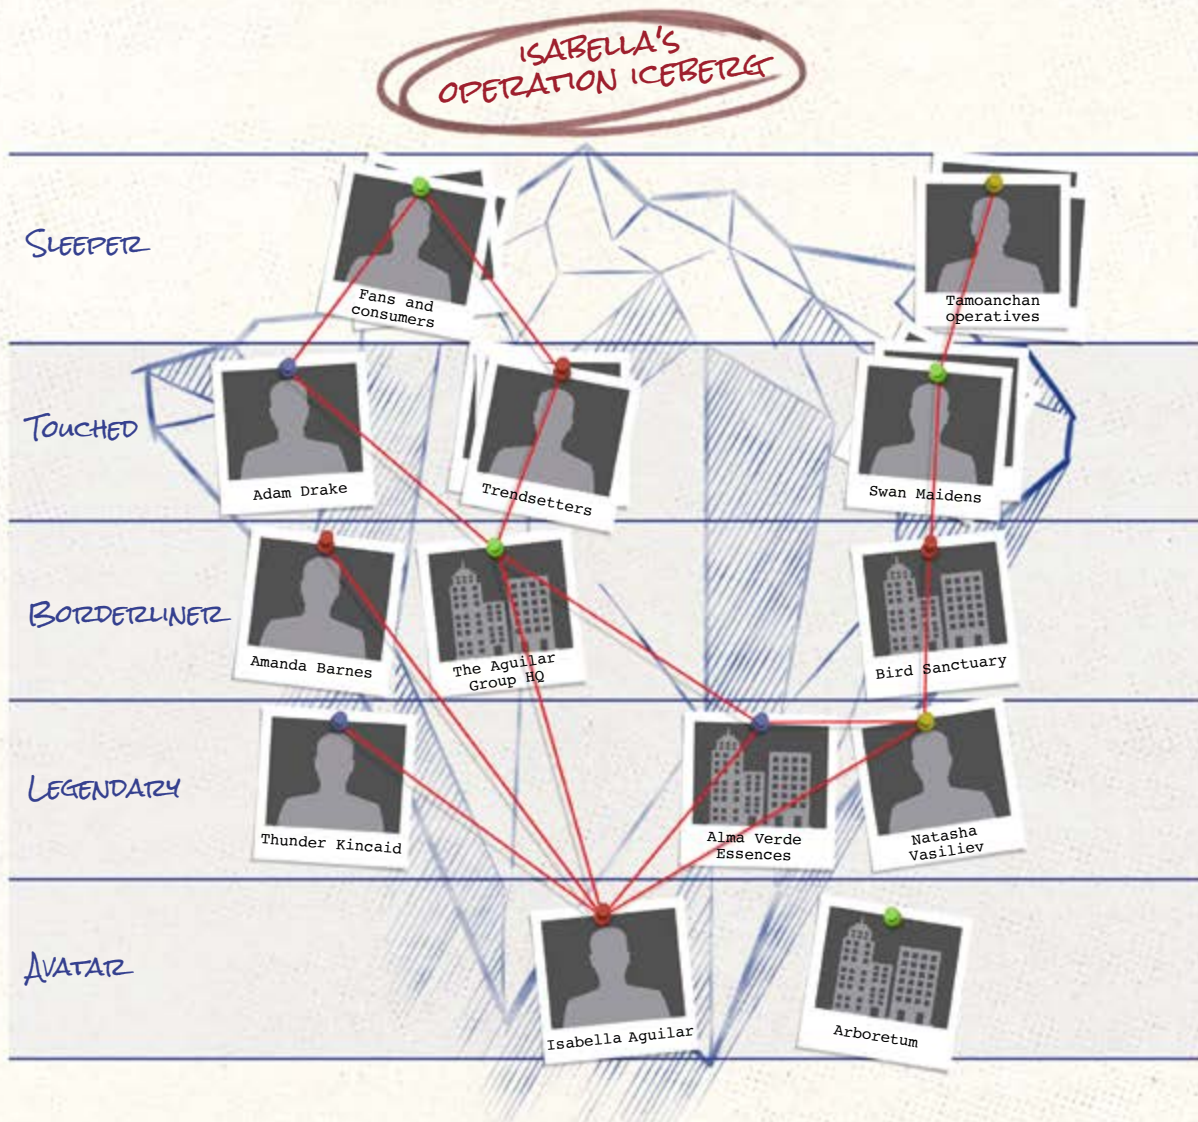 ISABELLA'S
OPERATION ICEBERG
SLEEPER
Fans and
consumers
Tamoanchan
operatives
TOUCHED
Adam Drake
Trendsetters
Swan Maidens
BORDERLINER
Amanda Barnes
The Aguilar
Group HQ
Bird Sanctuary
LEGENDARY
Thunder Kincaid
Alma Verde
Essences
Natasha
Vasiliev
AVATAR
Isabella Aguilar
Arboretum